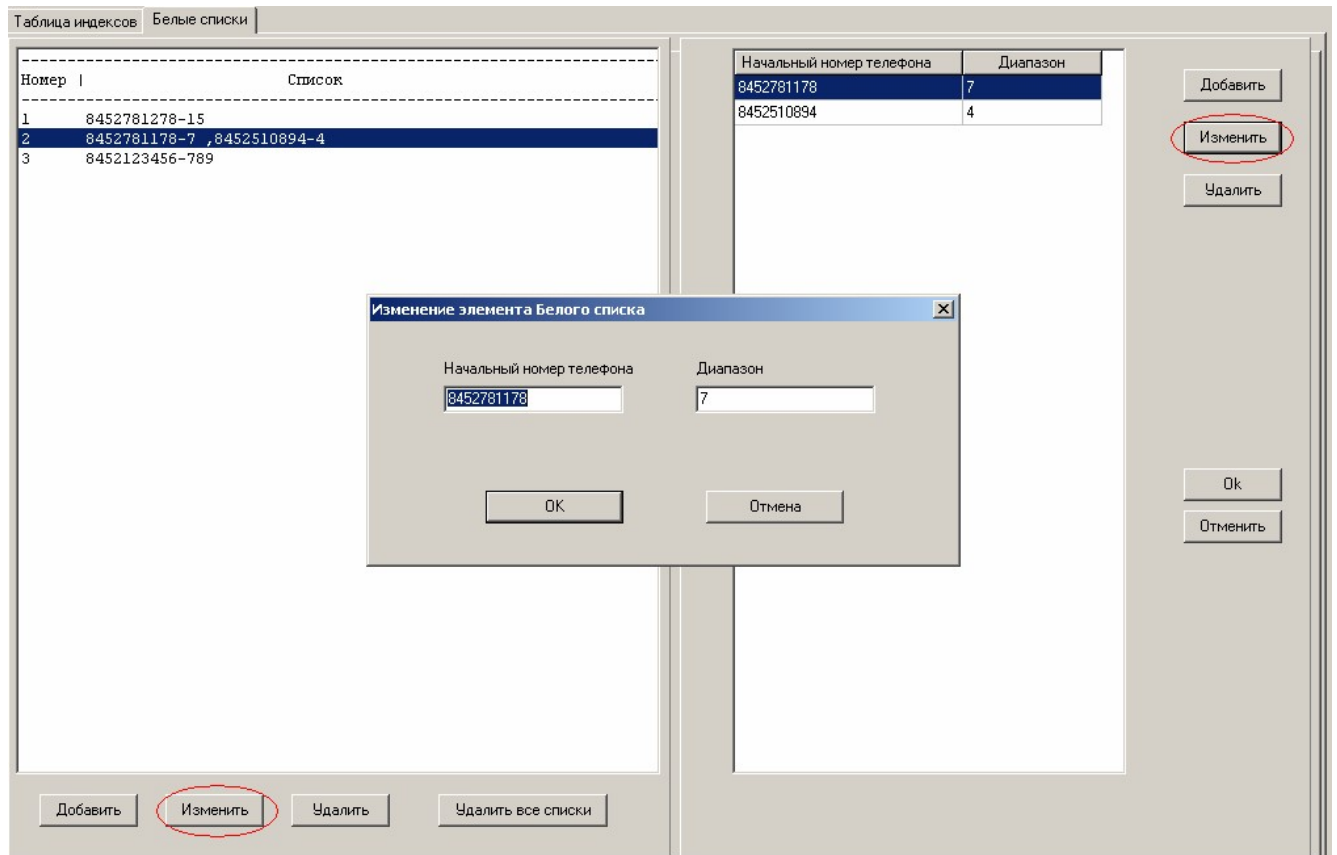 Таблица индексов Белые списки
Номер | Список
1 8452781278-15
2 8452781178-7 ,8452510894-4
3 8452123456-789
Добавить Изменить Удалить Удалить все списки
Начальный номер телефона Диапазон
8452781178 7
8452510894 4
Добавить
Изменить
Удалить
Ok
Отменить
Изменение элемента Белого списка
Начальный номер телефона Диапазон
8452781178 7
OK Отмена